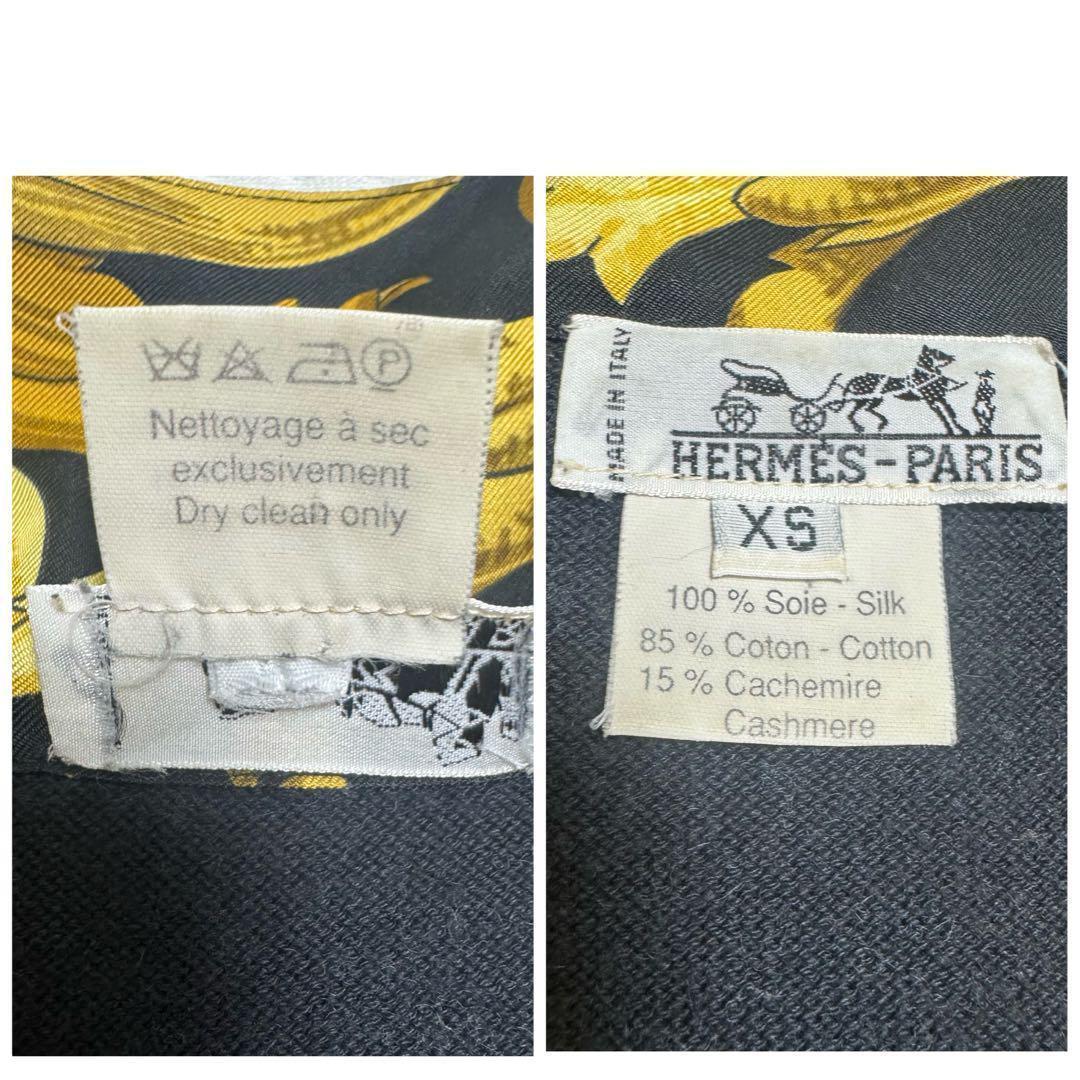 Nettoyage à sec
exclusivement
Dry clean only
MADE IN ITALY
HERMÈS-PARIS
XS
100 % Soie - Silk
85 % Coton - Cotton
15 % Cachemire
Cashmere